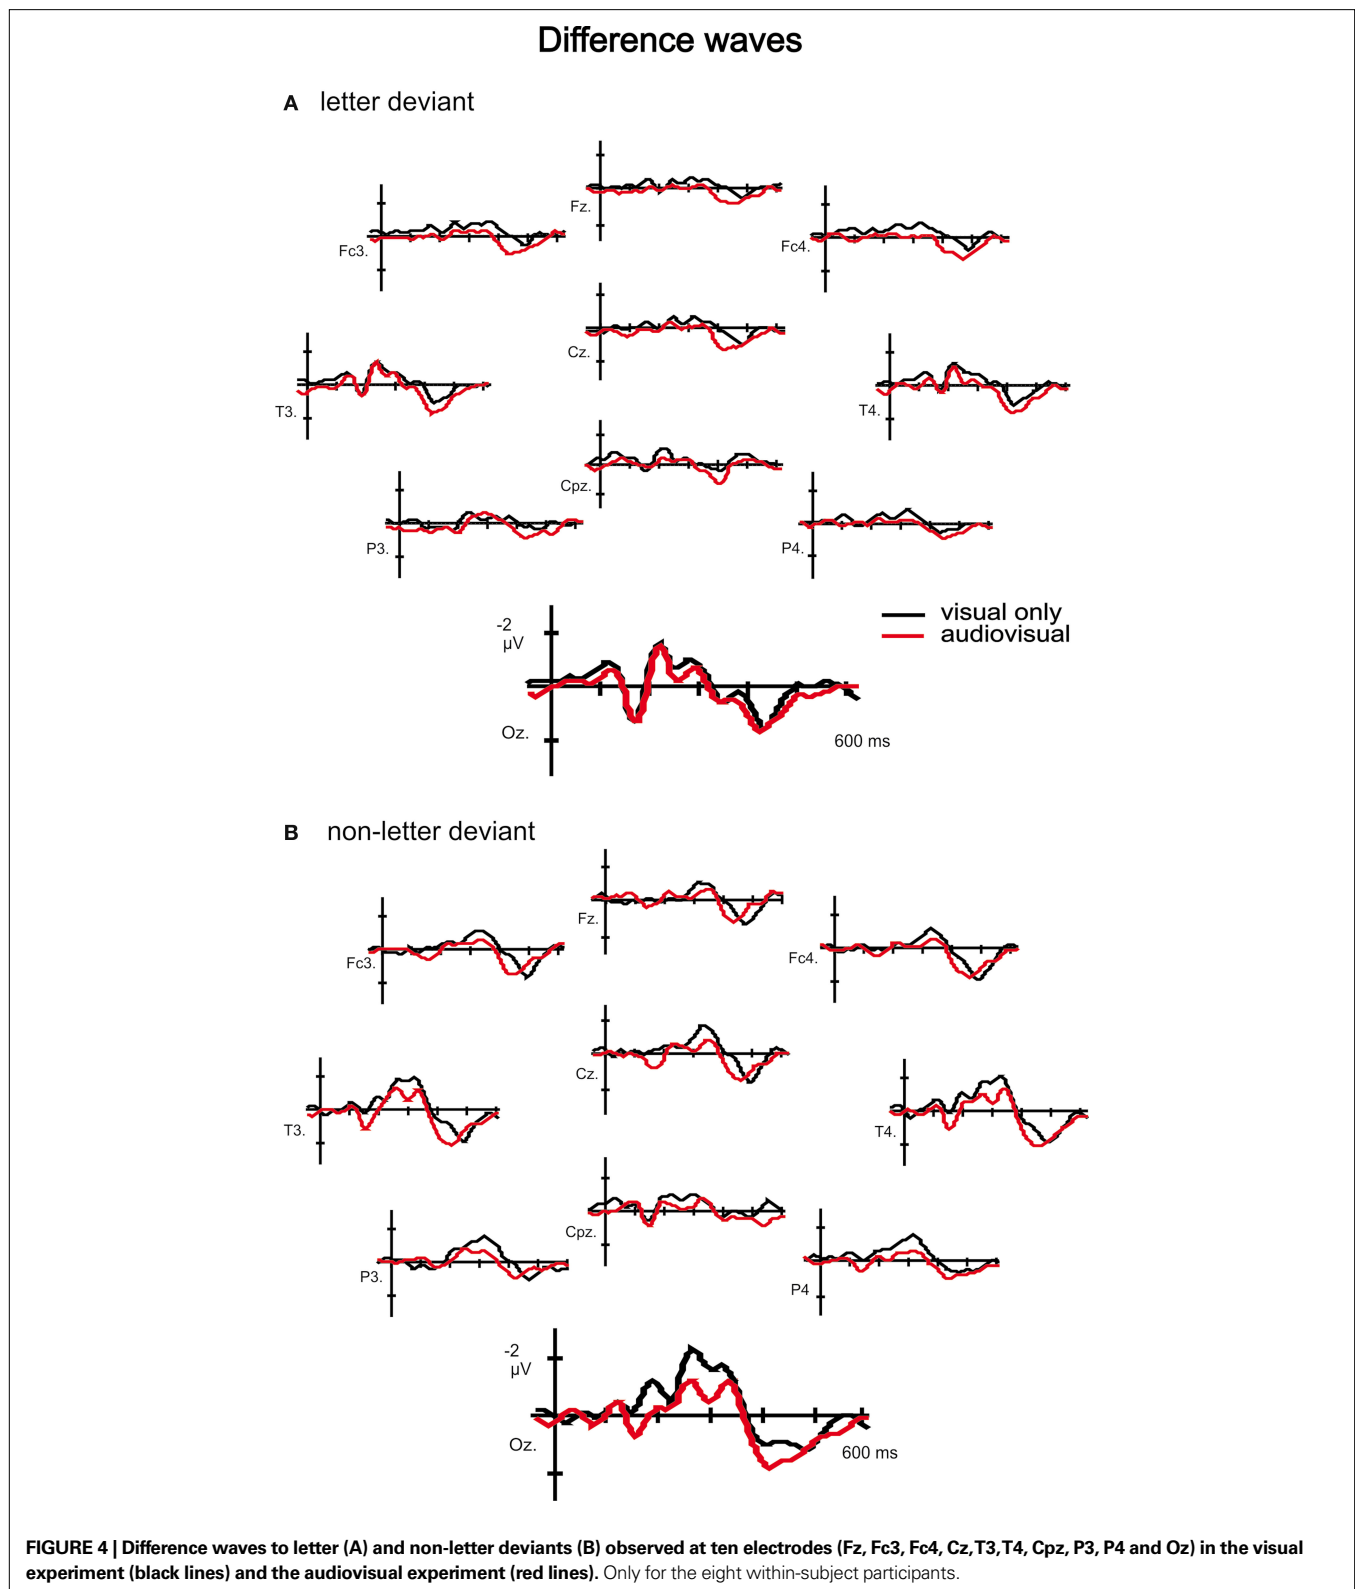 Difference waves
A letter deviant
Fz.
Fc3.
Fc4.
Cz.
T3.
T4.
Cpz.
P3.
P4.
visual only
audiovisual
-2
µV
Oz.
600 ms
B non-letter deviant
Fz.
Fc3.
Fc4.
Cz.
T3.
T4.
Cpz.
P3.
P4
-2
µV
Oz.
600 ms
FIGURE 4 | Difference waves to letter (A) and non-letter deviants (B) observed at ten electrodes (Fz, Fc3, Fc4, Cz,T3,T4, Cpz, P3, P4 and Oz) in the visual
experiment (black lines) and the audiovisual experiment (red lines). Only for the eight within-subject participants.